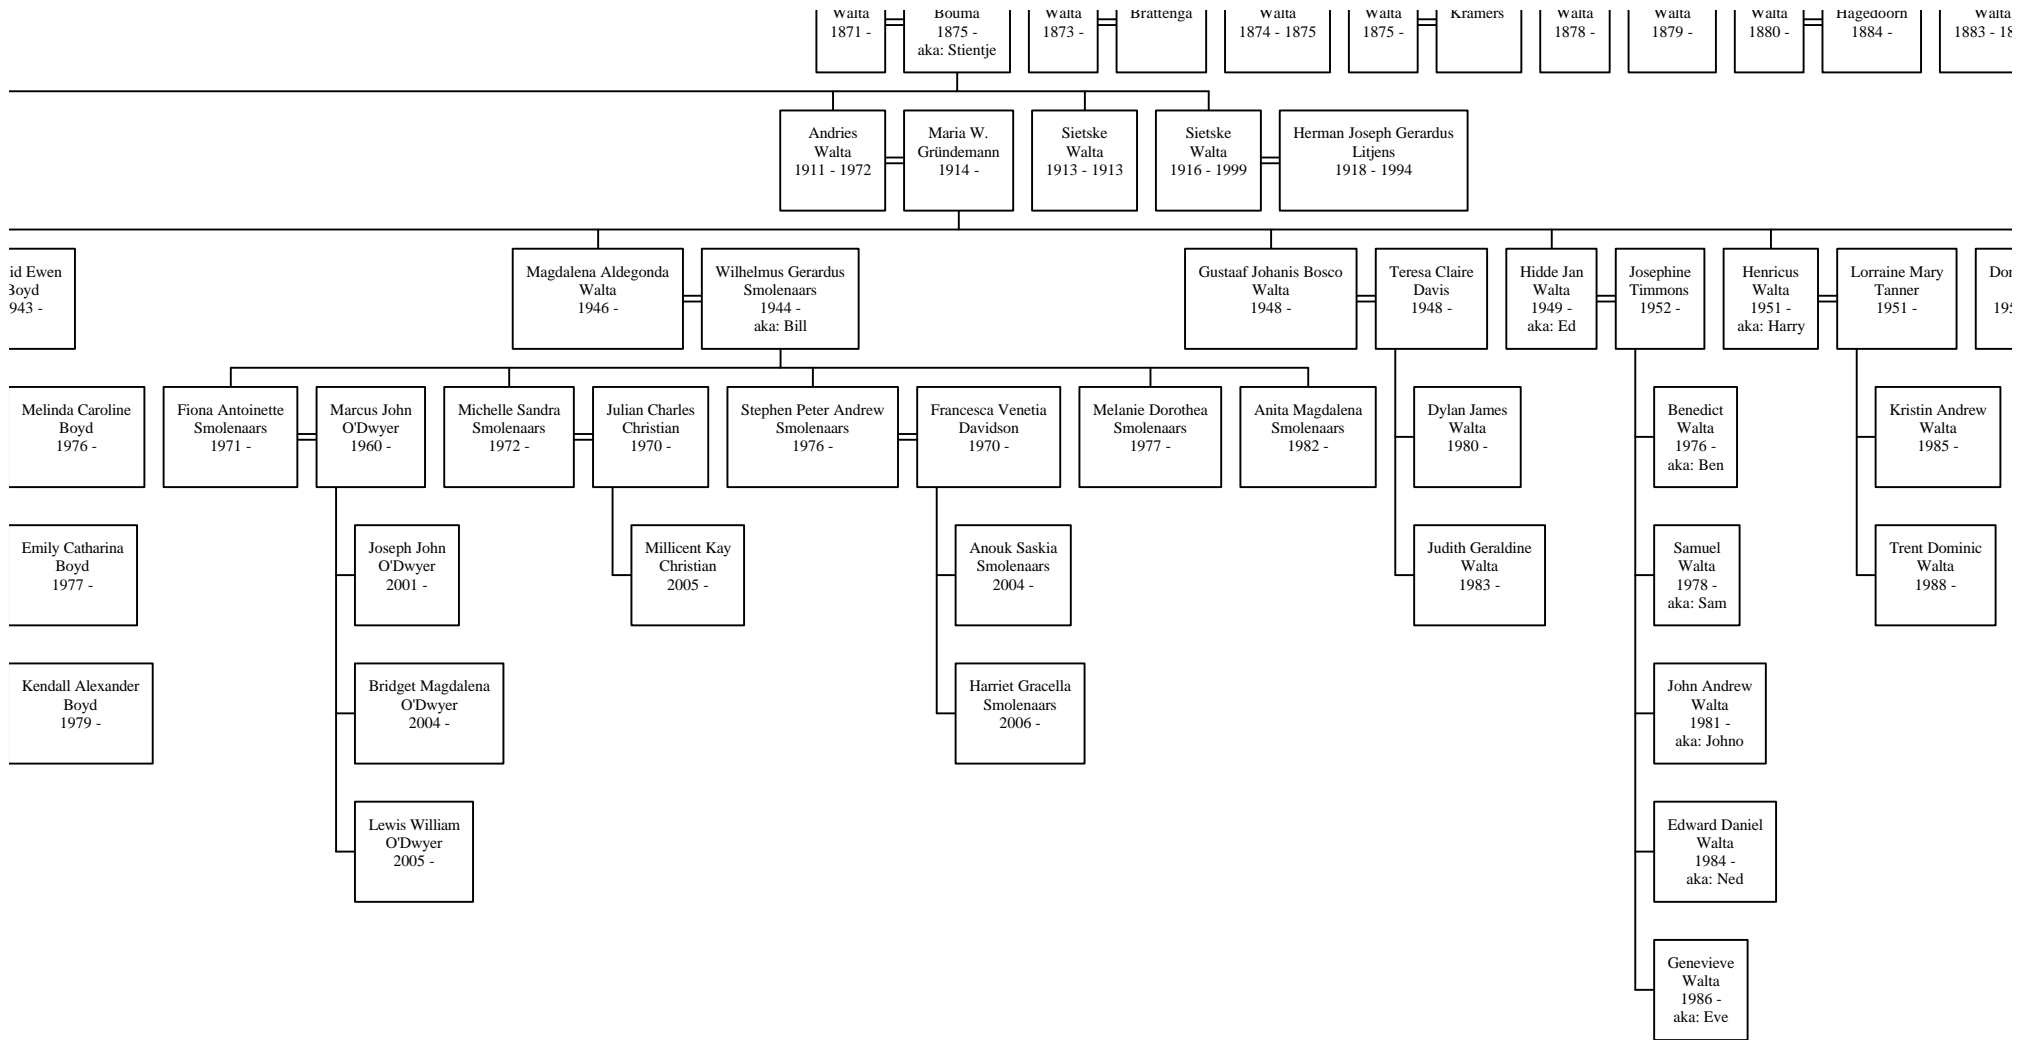 Walta
1871 -
Bouma
1875 -
aka: Stientje
Walta
1873 -
Brattenga
Walta
1874 - 1875
Walta
1875 -
Kramers
Walta
1878 -
Walta
1879 -
Walta
1880 -
Hagedoorn
1884 -
Walta
1883 -
Andries
Walta
1911 - 1972
Maria W.
Gründemann
1914 -
Sietske
Walta
1913 - 1913
Sietske
Walta
1916 - 1999
Herman Joseph Gerardus
Litjens
1918 - 1994
Ewen
Boyd
Magdalena Aldegonda
Walta
1946 -
Wilhelmus Gerardus
Smolenaars
1944 -
aka: Bill
Gustaaf Johanis Bosco
Walta
1948 -
Teresa Claire
Davis
1948 -
Hidde Jan
Walta
1949 -
aka: Ed
Josephine
Timmons
1952 -
Henricus
Walta
1951 -
aka: Harry
Lorraine Mary
Tanner
1951 -
Melinda Caroline
Boyd
1976 -
Fiona Antoinette
Smolenaars
1971 -
Marcus John
O'Dwyer
1960 -
Michelle Sandra
Smolenaars
1972 -
Julian Charles
Christian
1970 -
Stephen Peter Andrew
Smolenaars
1976 -
Francesca Venetia
Davidson
1970 -
Melanie Dorothea
Smolenaars
1977 -
Anita Magdalena
Smolenaars
1982 -
Dylan James
Walta
1980 -
Benedict
Walta
1976 -
aka: Ben
Kristin Andrew
Walta
1985 -
Emily Catharina
Boyd
1977 -
Joseph John
O'Dwyer
2001 -
Millicent Kay
Christian
2005 -
Anouk Saskia
Smolenaars
2004 -
Judith Geraldine
Walta
1983 -
Samuel
Walta
1978 -
aka: Sam
Trent Dominic
Walta
1988 -
Kendall Alexander
Boyd
1979 -
Bridget Magdalena
O'Dwyer
2004 -
Harriet Gracella
Smolenaars
2006 -
John Andrew
Walta
1981 -
aka: Johno
Lewis William
O'Dwyer
2005 -
Edward Daniel
Walta
1984 -
aka: Ned
Genevieve
Walta
1986 -
aka: Eve